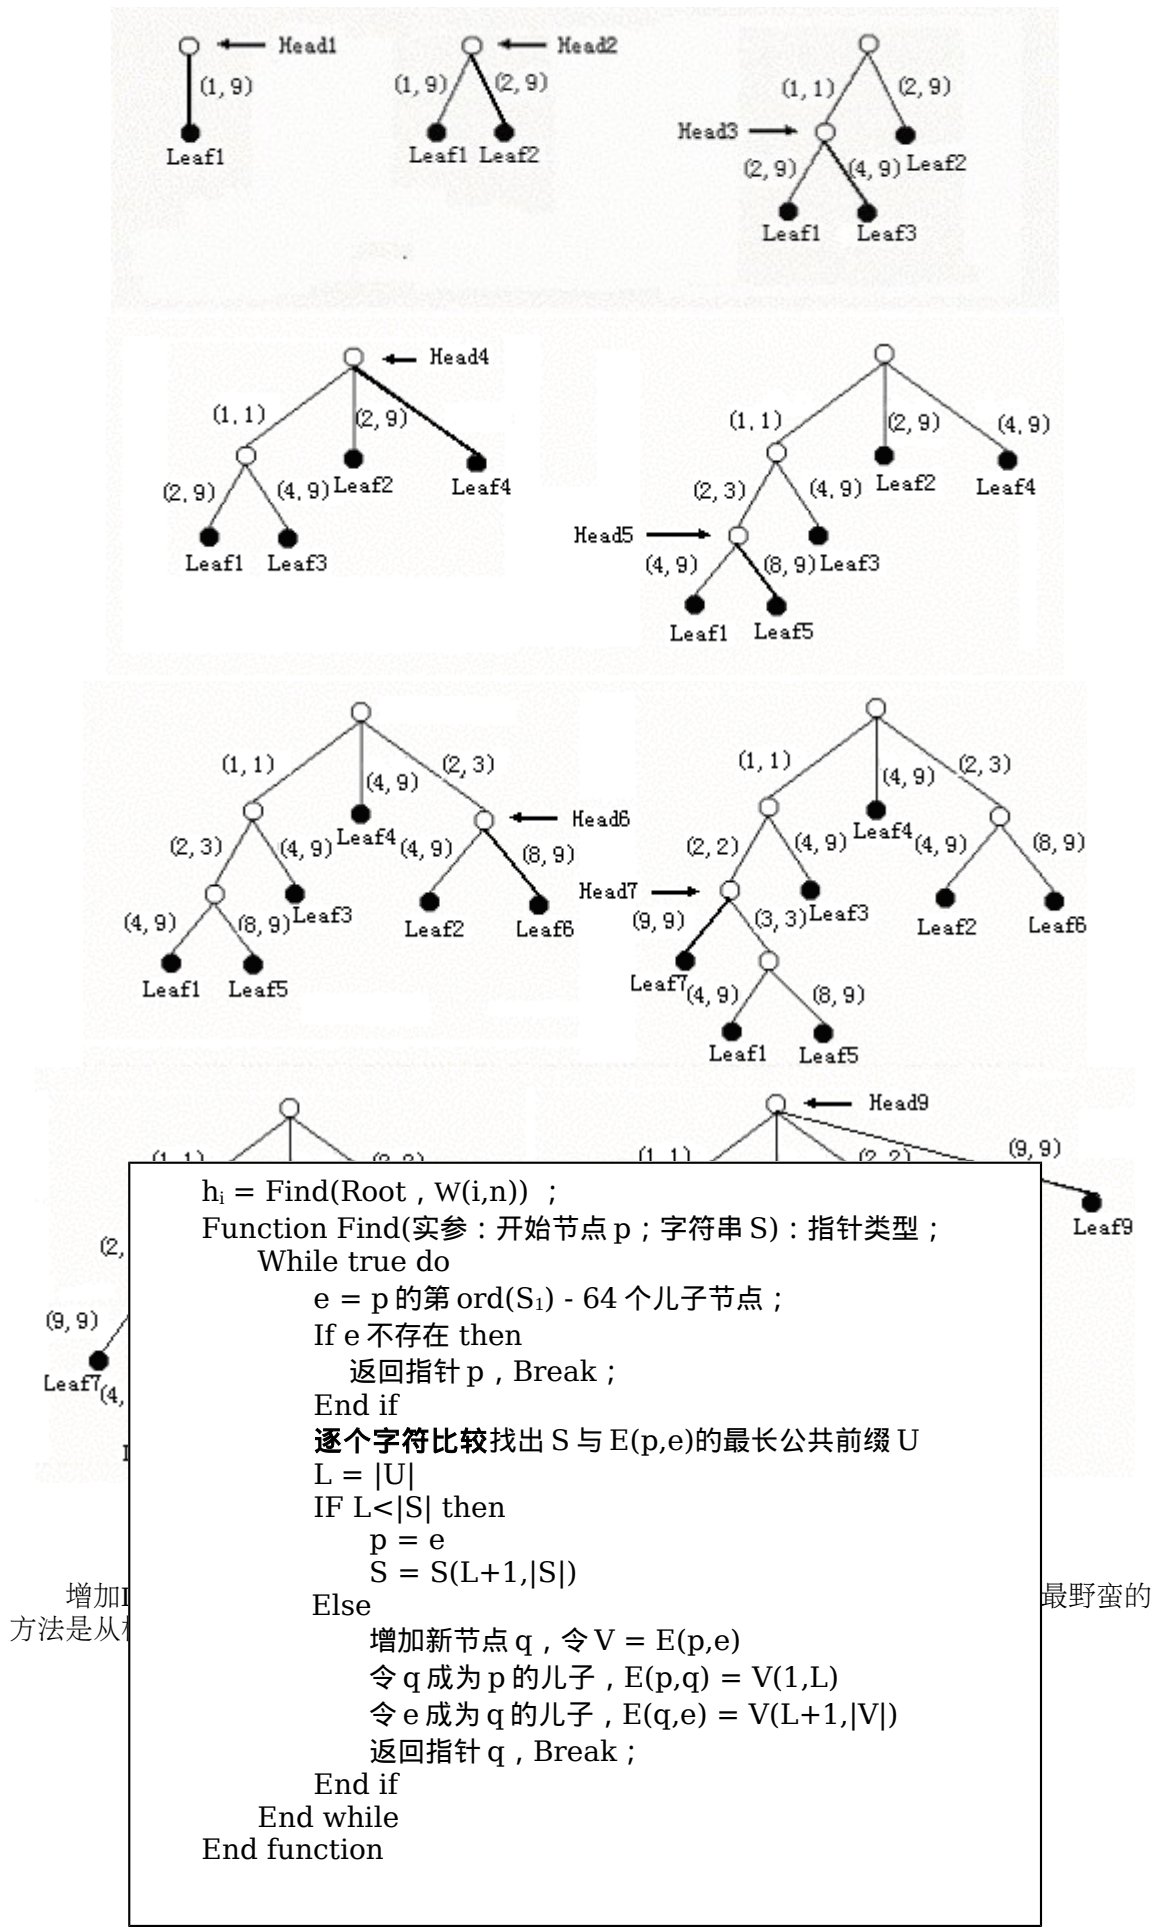 Head1 Head2
(1,9) (1,9) (2,9) (1,1) (2,9)
Leaf1 Leaf1 Leaf2 Head3 Leaf2
(2,9) (4,9)
Leaf1 Leaf3
Head4
(1,1) (2,9) (1,1) (2,9) (4,9)
(2,9) (4,9) Leaf2 Leaf4 (2,3) (4,9) Leaf2 Leaf4
Head5
Leaf1 Leaf3 (4,9) (8,9) Leaf3
Leaf1 Leaf5
(1,1) (4,9) (2,3) (1,1) (4,9) (2,3)
Head6
(2,3) (4,9) Leaf4 (4,9) (8,9) (2,2) (4,9) Leaf4 (4,9) (8,9)
Head7
(4,9) (8,9) Leaf3 Leaf2 Leaf6 (9,9) (3,3) Leaf3 Leaf2 Leaf6
Leaf1 Leaf5 Leaf7 (4,9) (8,9)
Leaf1 Leaf5
Head9
(1,1) (1,1) (2,2) (9,9)
Leaf9
(2,
(9,9)
Leaf7 (4,
hi = Find(Root , W(i,n)) ；
Function Find(实参：开始节点 p；字符串 S)：指针类型；
While true do
e = p 的第 ord(S1) - 64 个儿子节点；
If e 不存在 then
返回指针 p，Break；
End if
逐个字符比较找出 S 与 E(p,e)的最长公共前缀 U
L = |U|
IF L<|S| then
p = e
S = S(L+1,|S|)
Else
增加新节点 q，令 V = E(p,e)
令 q 成为 p 的儿子，E(p,q) = V(1,L)
令 e 成为 q 的儿子，E(q,e) = V(L+1,|V|)
返回指针 q，Break；
End if
End while
End function
增加 最野蛮的
方法是从